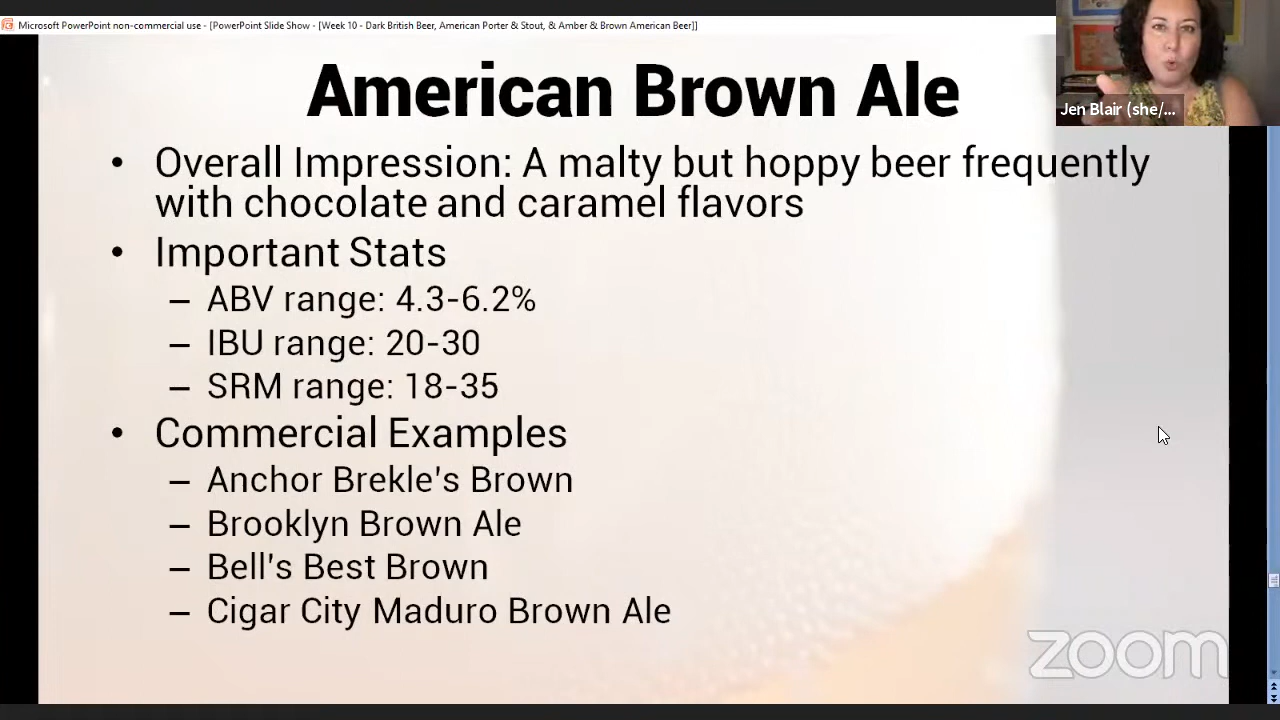 Microsoft PowerPoint non-commercial use - [PowerPoint Slide Show - [Week 10 - Dark British Beer, American Porter & Stout, & Amber & Brown American Beer]]
Jen Blair (she/...
American Brown Ale
• Overall Impression: A malty but hoppy beer frequently
with chocolate and caramel flavors
• Important Stats
– ABV range: 4.3-6.2%
– IBU range: 20-30
– SRM range: 18-35
• Commercial Examples
– Anchor Brekle's Brown
– Brooklyn Brown Ale
– Bell's Best Brown
– Cigar City Maduro Brown Ale
zoom